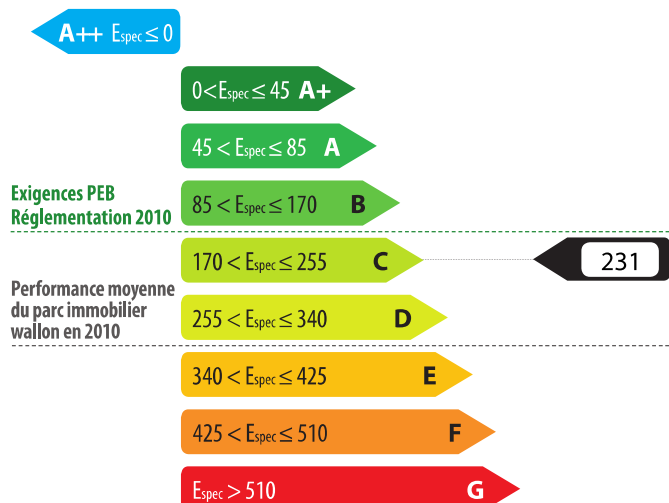 A++ Espec ≤ 0
0 < Espec ≤ 45 A+
45 < Espec ≤ 85 A
Exigences PEB
Réglementation 2010
85 < Espec ≤ 170 B
170 < Espec ≤ 255 C
231
Performance moyenne
du parc immobilier
wallon en 2010
255 < Espec ≤ 340 D
340 < Espec ≤ 425 E
425 < Espec ≤ 510 F
Espec > 510 G